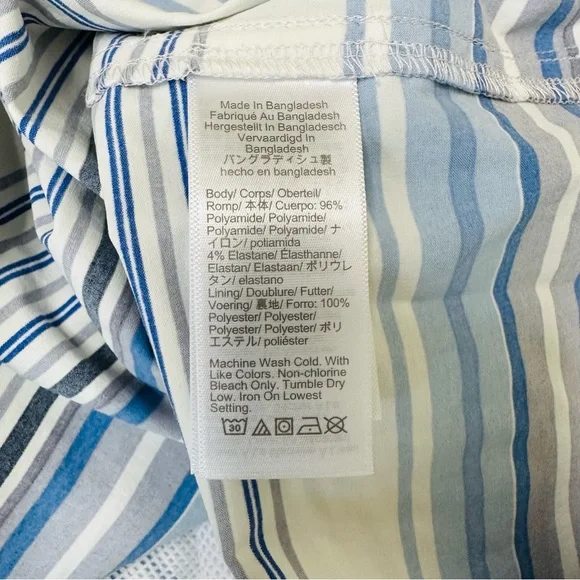 Made In Bangladesh
Fabriqué Au Bangladesh
Hergestellt In Bangladesch
Vervaardigd In
Bangladesh
バングラディシュ製
hecho en bangladesh
Body/ Corps/ Oberteil/
Romp/ 本体/ Cuerpo: 96%
Polyamide/ Polyamide/
Polyamide/ Polyamide/ ナ
イロン/ poliamida
4% Elastane/ Élasthanne/
Elastan/ Elastaan/ ポリウレ
タン/ elastano
Lining/ Doublure/ Futter/
Voering/ 裏地/ Forro: 100%
Polyester/ Polyester/
Polyester/ Polyester/ ポリ
エステル/ poliéster
Machine Wash Cold. With
Like Colors. Non-chlorine
Bleach Only. Tumble Dry
Low. Iron On Lowest
Setting.
30